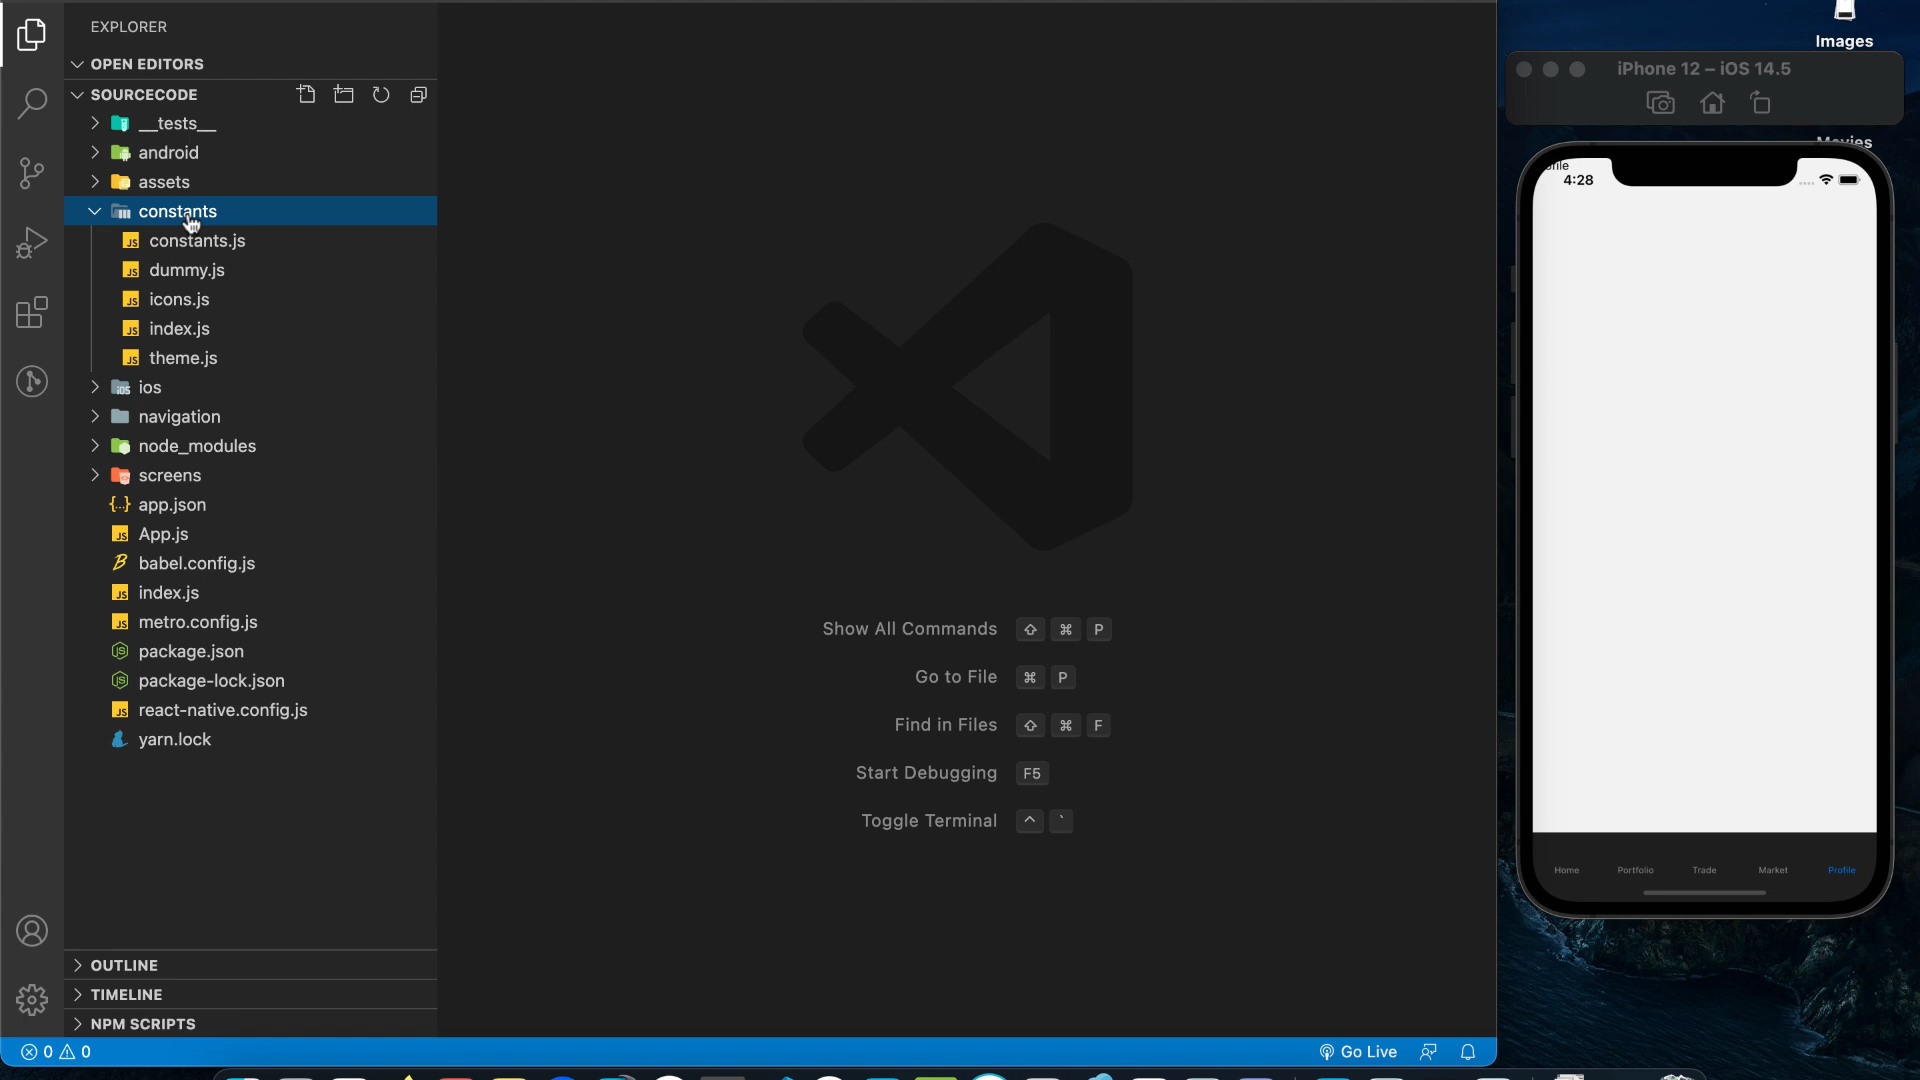 EXPLORER
OPEN EDITORS
SOURCECODE
__tests__
android
assets
constants
constants.js
dummy.js
icons.js
index.js
theme.js
ios
navigation
node_modules
screens
app.json
App.js
babel.config.js
index.js
metro.config.js
package.json
package-lock.json
react-native.config.js
yarn.lock
OUTLINE
TIMELINE
NPM SCRIPTS
0 0
Show All Commands ⇧ ⌘ P
Go to File ⌘ P
Find in Files ⇧ ⌘ F
Start Debugging F5
Toggle Terminal ^ `
Go Live
Images
iPhone 12 – iOS 14.5
Movies
4:28
Home Portfolio Trade Market Profile